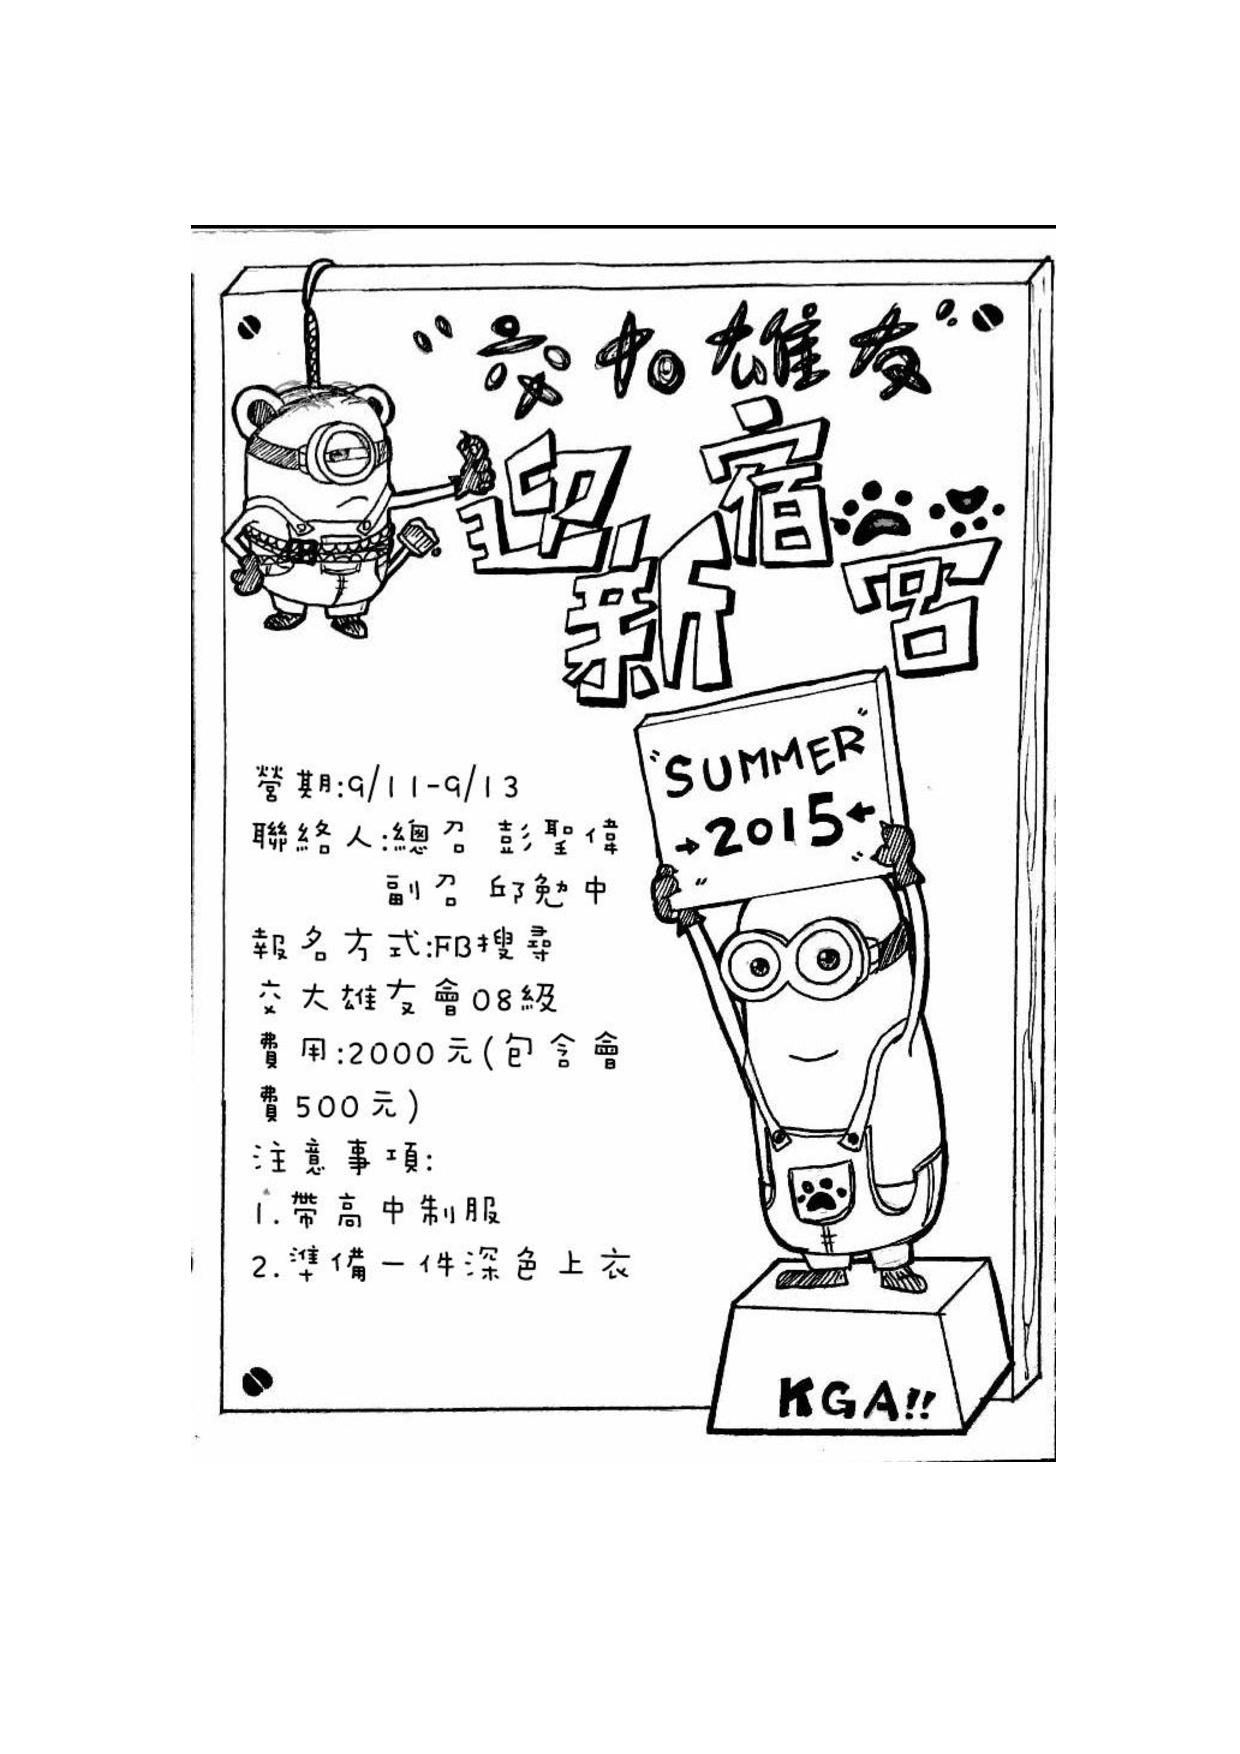 "交大雄友"
迎新宿營
"SUMMER"
→2015←
營期:9/11-9/13
聯絡人:總召 彭聖偉
副召 邱勉中
報名方式:FB搜尋
交大雄友會08級
費用:2000元(包含會
費500元)
注意事項:
1.帶高中制服
2.準備一件深色上衣
KGA!!